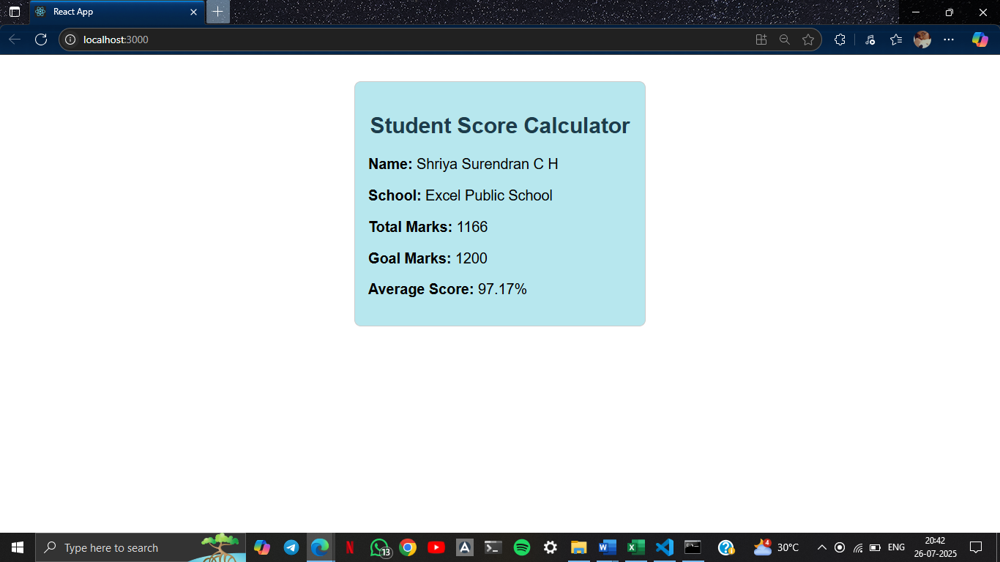 React App
localhost:3000
Student Score Calculator
Name: Shriya Surendran C H
School: Excel Public School
Total Marks: 1166
Goal Marks: 1200
Average Score: 97.17%
Type here to search
13
4
30°C
ENG
20:42
26-07-2025